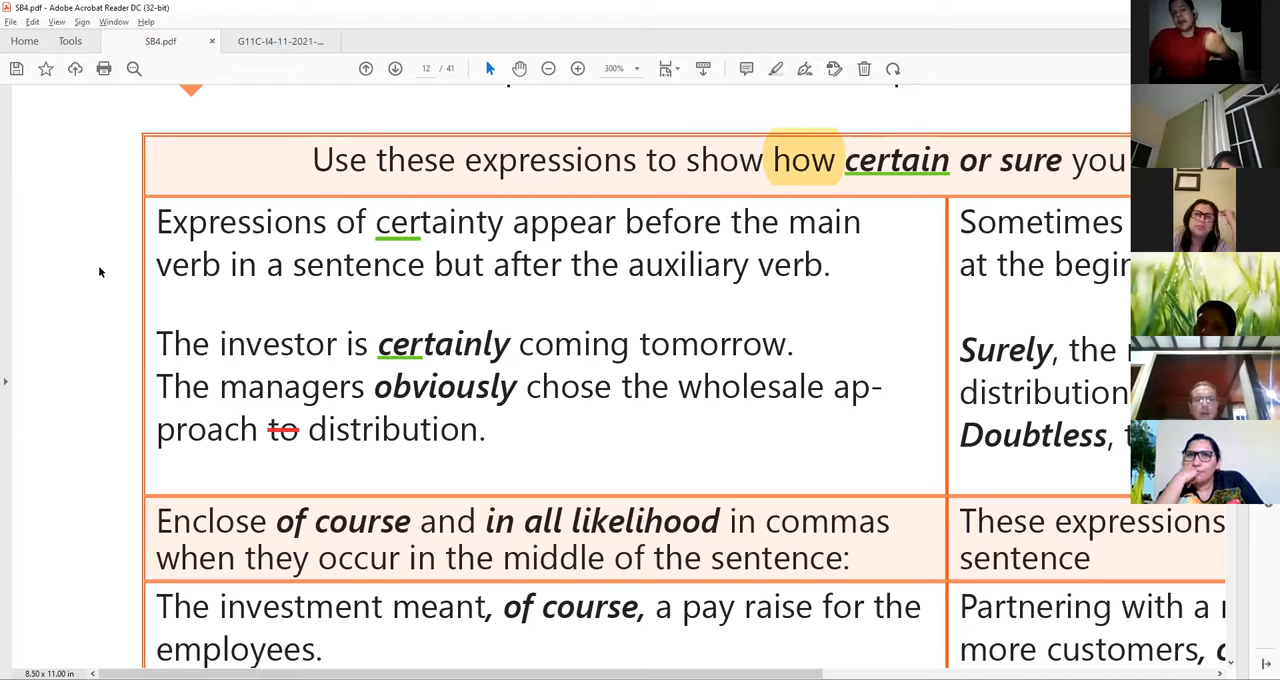 SB4.pdf - Adobe Acrobat Reader DC (32-bit)
File Edit View Sign Window Help
Home Tools SB4.pdf × G11C-I4-11-2021-...
12 / 41 300%
Use these expressions to show how certain or sure you
Expressions of certainty appear before the main
verb in a sentence but after the auxiliary verb.
The investor is certainly coming tomorrow.
The managers obviously chose the wholesale ap-
proach to distribution.
Sometimes
at the begin
Surely, the
distribution
Doubtless,
Enclose of course and in all likelihood in commas
when they occur in the middle of the sentence:
These expressions
sentence
The investment meant, of course, a pay raise for the
employees.
Partnering with a
more customers,
8.50 x 11.00 in